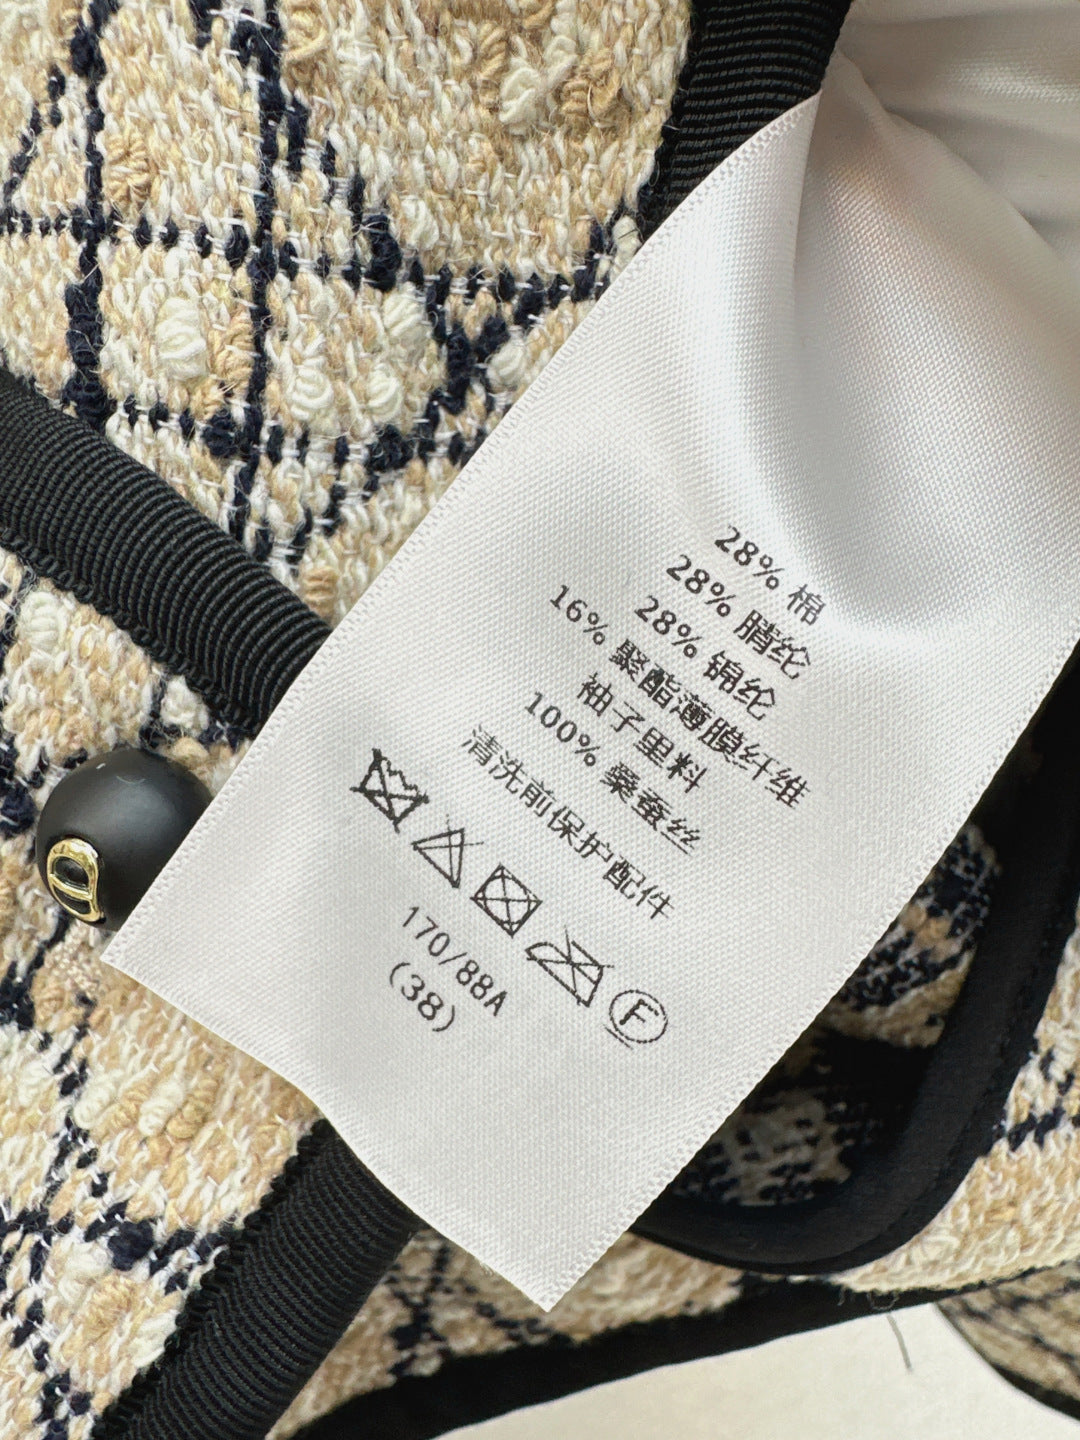 28% 棉
28% 腈纶
28% 锦纶
16% 聚酯薄膜纤维
袖子里料
100% 桑蚕丝
清洗前保护配件
F
170/88A
(38)